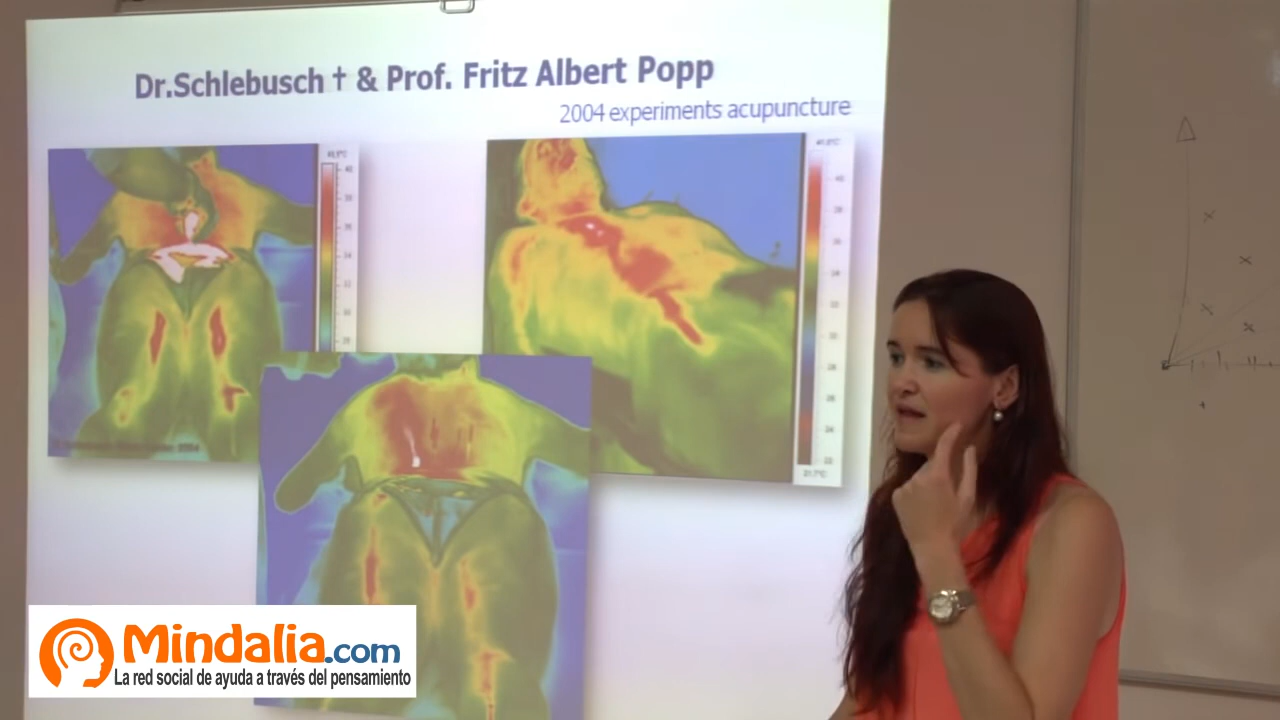 Dr.Schlebusch † & Prof. Fritz Albert Popp
2004 experiments acupuncture
Mindalia.com
La red social de ayuda a través del pensamiento